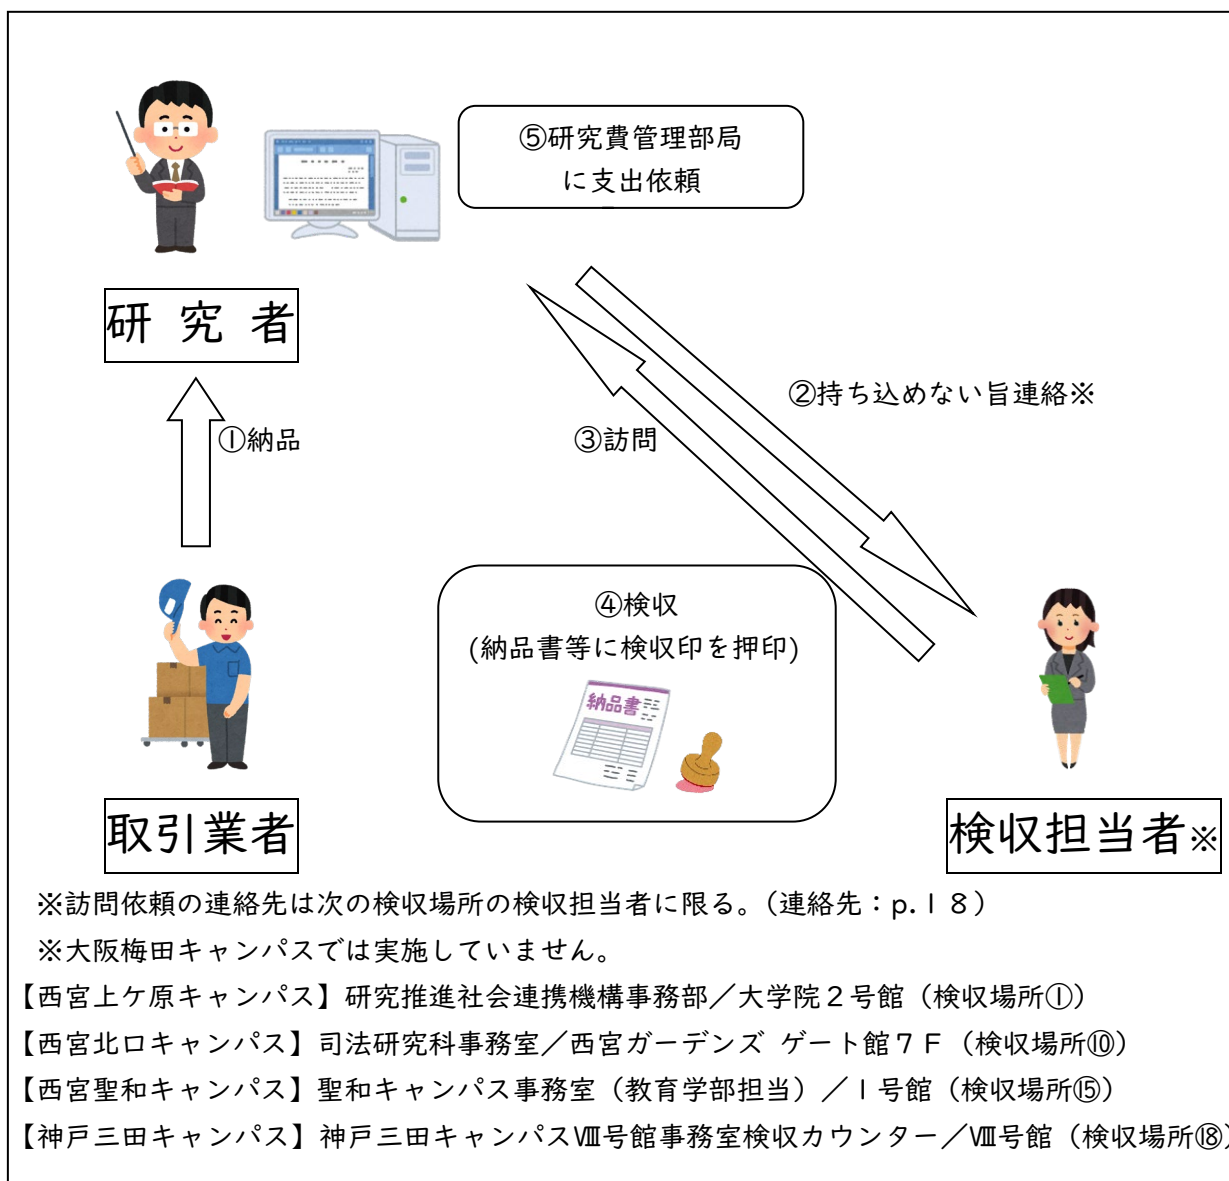 ⑤研究費管理部局
に支出依頼
研究者
②持ち込めない旨連絡※
①納品
③訪問
④検収
(納品書等に検収印を押印)
納品書
取引業者
検収担当者※
※訪問依頼の連絡先は次の検収場所の検収担当者に限る。（連絡先：p.１８）
※大阪梅田キャンパスでは実施していません。
【西宮上ケ原キャンパス】研究推進社会連携機構事務部／大学院２号館（検収場所①）
【西宮北口キャンパス】司法研究科事務室／西宮ガーデンズ ゲート館７Ｆ（検収場所⑩）
【西宮聖和キャンパス】聖和キャンパス事務室（教育学部担当）／１号館（検収場所⑮）
【神戸三田キャンパス】神戸三田キャンパスⅧ号館事務室検収カウンター／Ⅷ号館（検収場所⑱）